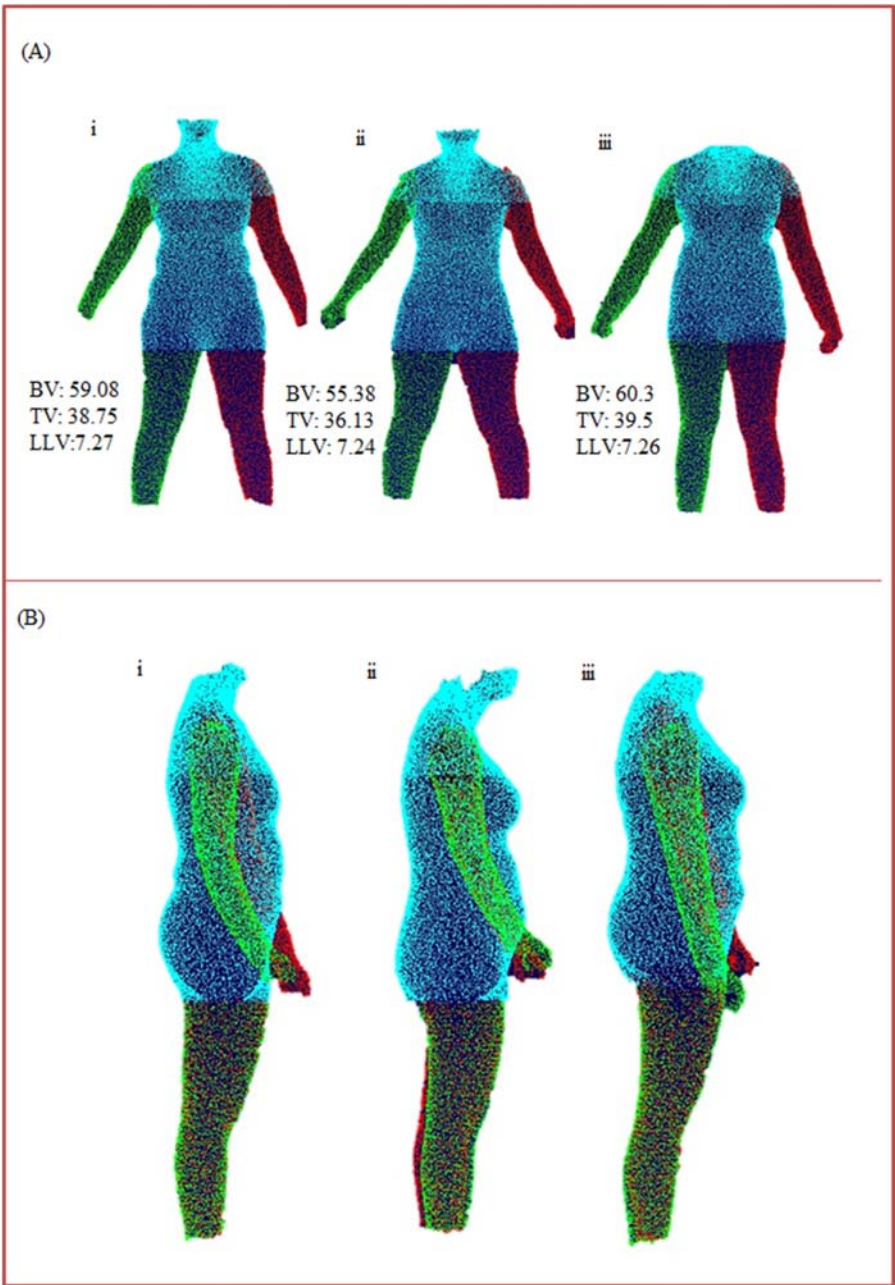 (A)
i
ii
iii
BV: 59.08
TV: 38.75
LLV:7.27
BV: 55.38
TV: 36.13
LLV: 7.24
BV: 60.3
TV: 39.5
LLV:7.26
(B)
i
ii
iii